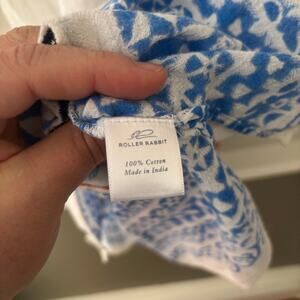 ROLLER RABBIT
100% Cotton
Made in India